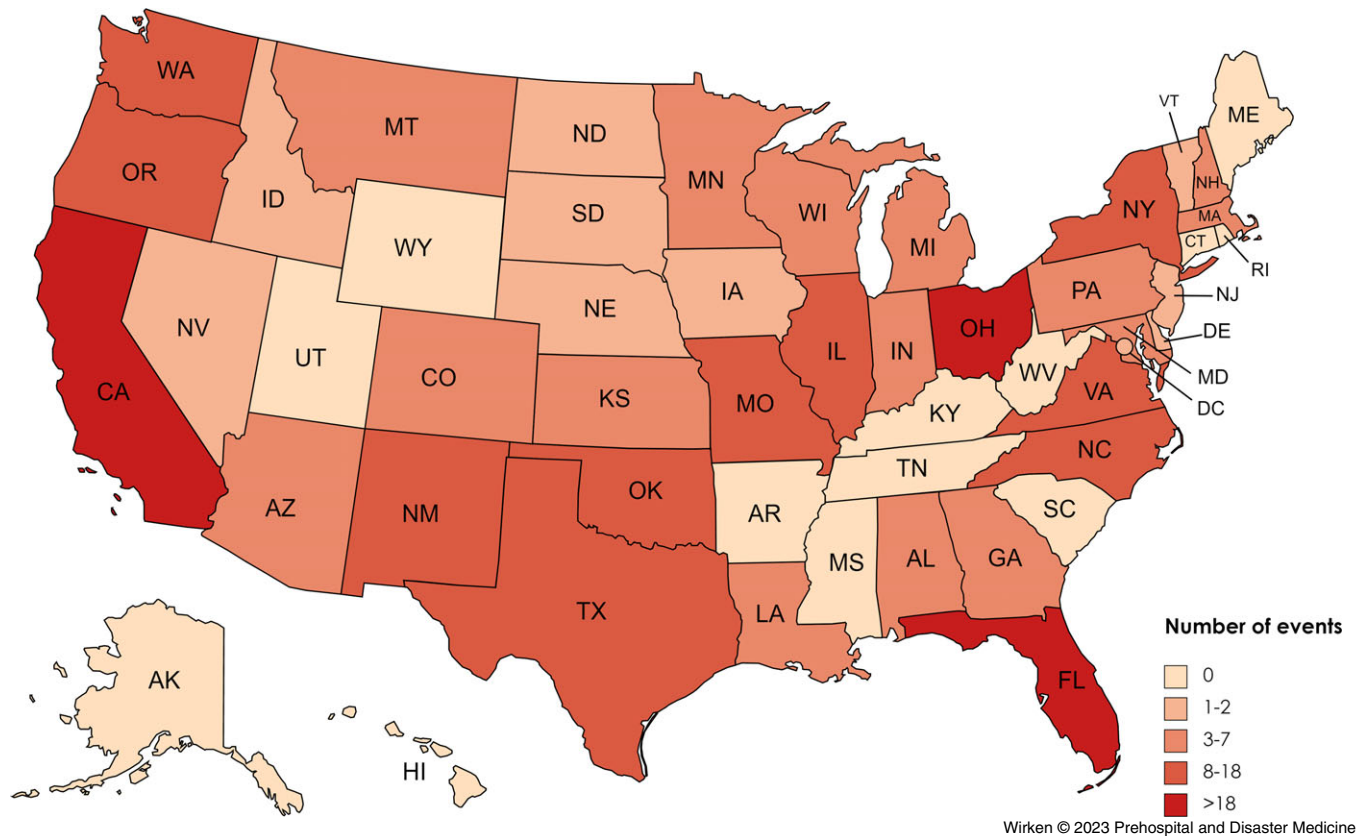 WA
MT
ND
MN
VT
ME
OR
ID
SD
WI
MI
NY
NH
MA
CT
RI
WY
IA
NE
PA
NJ
NV
UT
CO
KS
MO
IL
IN
OH
WV
VA
DE
MD
DC
CA
KY
NC
TN
AZ
NM
OK
AR
SC
MS
AL
GA
TX
LA
FL
AK
HI
Number of events
0
1-2
3-7
8-18
>18
Wirken © 2023 Prehospital and Disaster Medicine